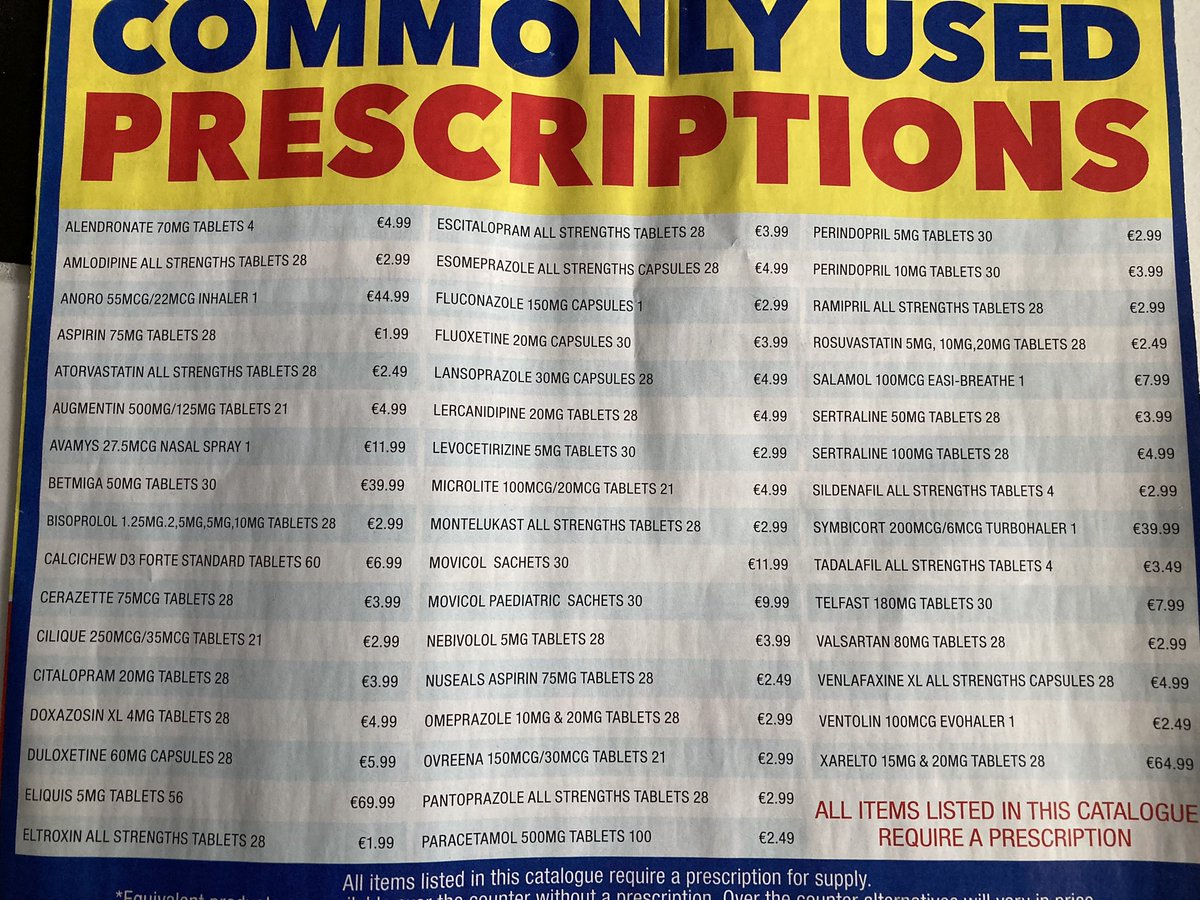 COMMONLY USED
PRESCRIPTIONS
ALENDRONATE 70MG TABLETS 4 €4.99
AMLODIPINE ALL STRENGTHS TABLETS 28 €2.99
ANORO 55MCG/22MCG INHALER 1 €44.99
ASPIRIN 75MG TABLETS 28 €1.99
ATORVASTATIN ALL STRENGTHS TABLETS 28 €2.49
AUGMENTIN 500MG/125MG TABLETS 21 €4.99
AVAMYS 27.5MCG NASAL SPRAY 1 €11.99
BETMIGA 50MG TABLETS 30 €39.99
BISOPROLOL 1.25MG.2,5MG,5MG,10MG TABLETS 28 €2.99
CALCICHEW D3 FORTE STANDARD TABLETS 60 €6.99
CERAZETTE 75MCG TABLETS 28 €3.99
CILIQUE 250MCG/35MCG TABLETS 21 €2.99
CITALOPRAM 20MG TABLETS 28 €3.99
DOXAZOSIN XL 4MG TABLETS 28 €4.99
DULOXETINE 60MG CAPSULES 28 €5.99
ELIQUIS 5MG TABLETS 56 €69.99
ELTROXIN ALL STRENGTHS TABLETS 28 €1.99
ESCITALOPRAM ALL STRENGTHS TABLETS 28 €3.99
ESOMEPRAZOLE ALL STRENGTHS CAPSULES 28 €4.99
FLUCONAZOLE 150MG CAPSULES 1 €2.99
FLUOXETINE 20MG CAPSULES 30 €3.99
LANSOPRAZOLE 30MG CAPSULES 28 €4.99
LERCANIDIPINE 20MG TABLETS 28 €4.99
LEVOCETIRIZINE 5MG TABLETS 30 €2.99
MICROLITE 100MCG/20MCG TABLETS 21 €4.99
MONTELUKAST ALL STRENGTHS TABLETS 28 €2.99
MOVICOL SACHETS 30 €11.99
MOVICOL PAEDIATRIC SACHETS 30 €9.99
NEBIVOLOL 5MG TABLETS 28 €3.99
NUSEALS ASPIRIN 75MG TABLETS 28 €2.49
OMEPRAZOLE 10MG & 20MG TABLETS 28 €2.99
OVREENA 150MCG/30MCG TABLETS 21 €2.99
PANTOPRAZOLE ALL STRENGTHS TABLETS 28 €2.99
PARACETAMOL 500MG TABLETS 100 €2.49
PERINDOPRIL 5MG TABLETS 30 €2.99
PERINDOPRIL 10MG TABLETS 30 €3.99
RAMIPRIL ALL STRENGTHS TABLETS 28 €2.99
ROSUVASTATIN 5MG, 10MG,20MG TABLETS 28 €2.49
SALAMOL 100MCG EASI-BREATHE 1 €7.99
SERTRALINE 50MG TABLETS 28 €3.99
SERTRALINE 100MG TABLETS 28 €4.99
SILDENAFIL ALL STRENGTHS TABLETS 4 €2.99
SYMBICORT 200MCG/6MCG TURBOHALER 1 €39.99
TADALAFIL ALL STRENGTHS TABLETS 4 €3.49
TELFAST 180MG TABLETS 30 €7.99
VALSARTAN 80MG TABLETS 28 €2.99
VENLAFAXINE XL ALL STRENGTHS CAPSULES 28 €4.99
VENTOLIN 100MCG EVOHALER 1 €2.49
XARELTO 15MG & 20MG TABLETS 28 €64.99
ALL ITEMS LISTED IN THIS CATALOGUE
REQUIRE A PRESCRIPTION
All items listed in this catalogue require a prescription for supply.
*Equivalent over the counter without a prescription. Over the counter alternatives will vary in price